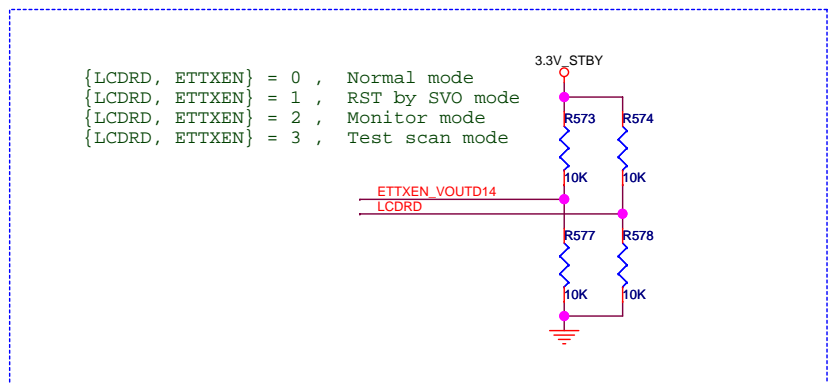 3.3V_STBY
{LCDRD, ETTXEN} = 0 , Normal mode
{LCDRD, ETTXEN} = 1 , RST by SVO mode
{LCDRD, ETTXEN} = 2 , Monitor mode
{LCDRD, ETTXEN} = 3 , Test scan mode
R573 R574
10K 10K
ETTXEN_VOUTD14
LCDRD
R577 R578
10K 10K